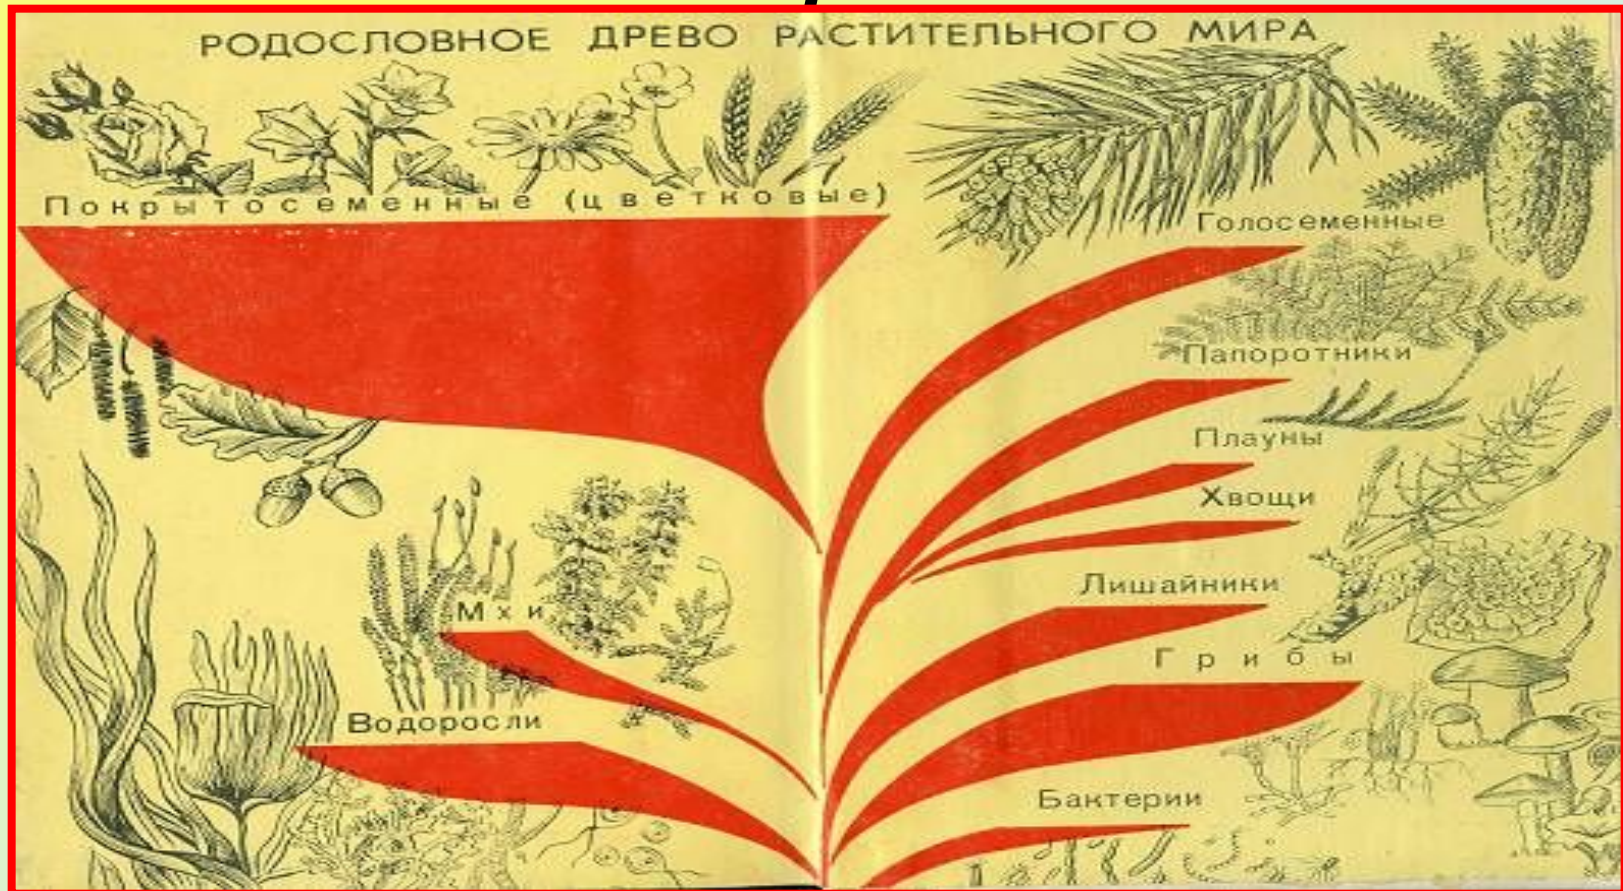 РОДОСЛОВНОЕ ДРЕВО РАСТИТЕЛЬНОГО МИРА
Покрытосеменные (цветковые)
Голосеменные
Папоротники
Плауны
Хвощи
Лишайники
Мхи
Грибы
Водоросли
Бактерии